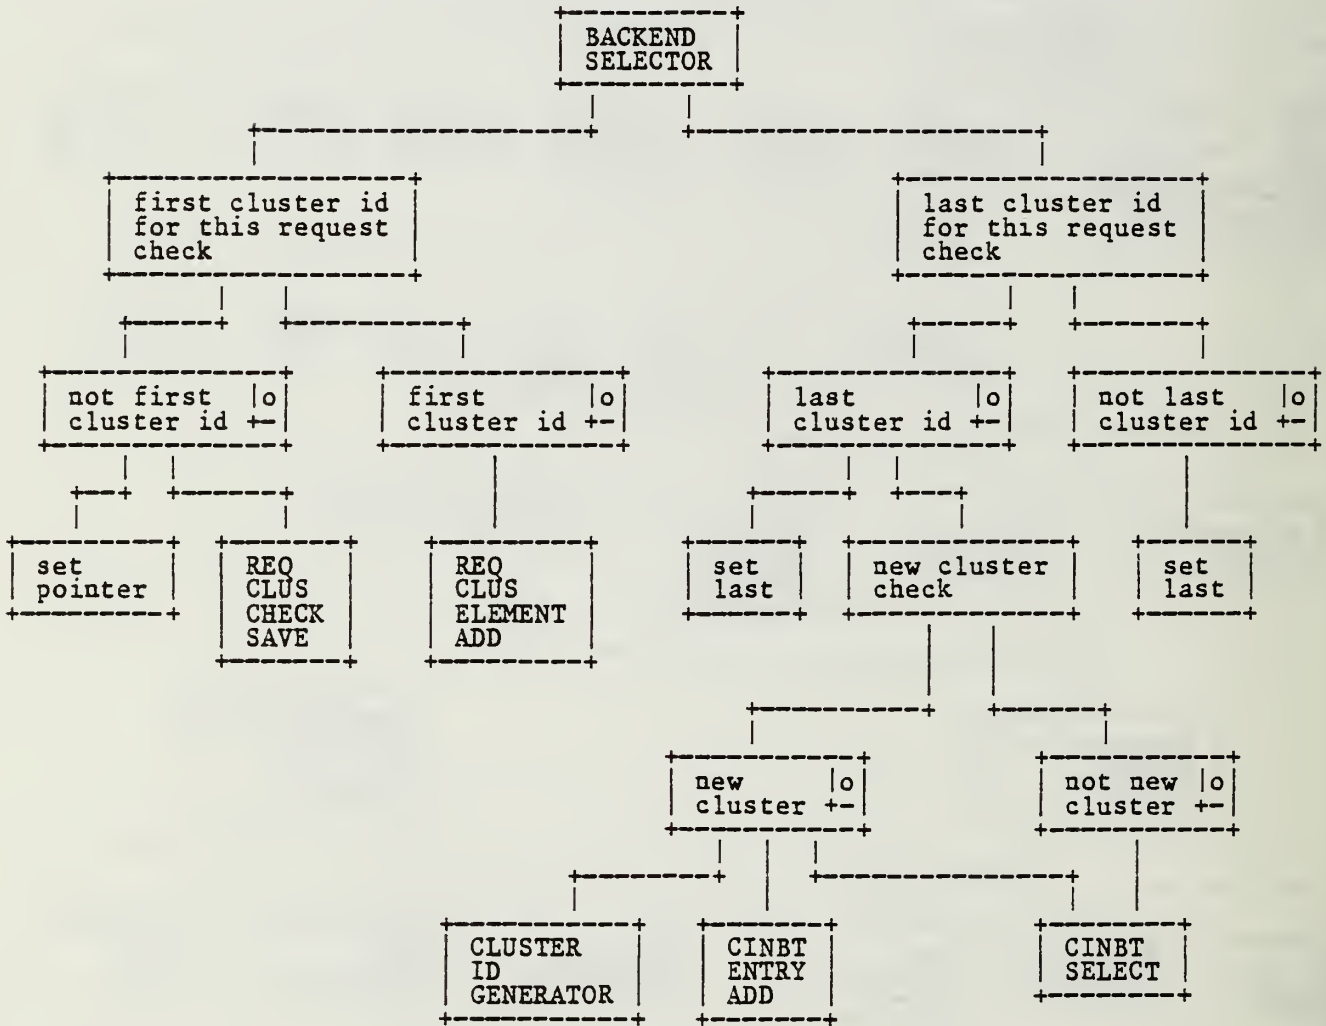 BACKEND
SELECTOR
first cluster id
for this request
check
last cluster id
for this request
check
not first |o
cluster id +-
first |o
cluster id +-
last |o
cluster id +-
not last |o
cluster id +-
set
pointer
REQ
CLUS
CHECK
SAVE
REQ
CLUS
ELEMENT
ADD
set
last
new cluster
check
set
last
new |o
cluster +-
not new |o
cluster +-
CLUSTER
ID
GENERATOR
CINBT
ENTRY
ADD
CINBT
SELECT